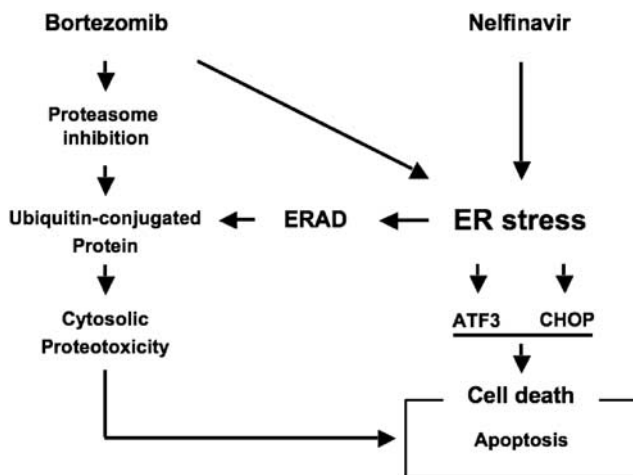 Bortezomib
Nelfinavir
Proteasome
inhibition
Ubiquitin-conjugated
Protein
ERAD
ER stress
Cytosolic
Proteotoxicity
ATF3
CHOP
Cell death
Apoptosis